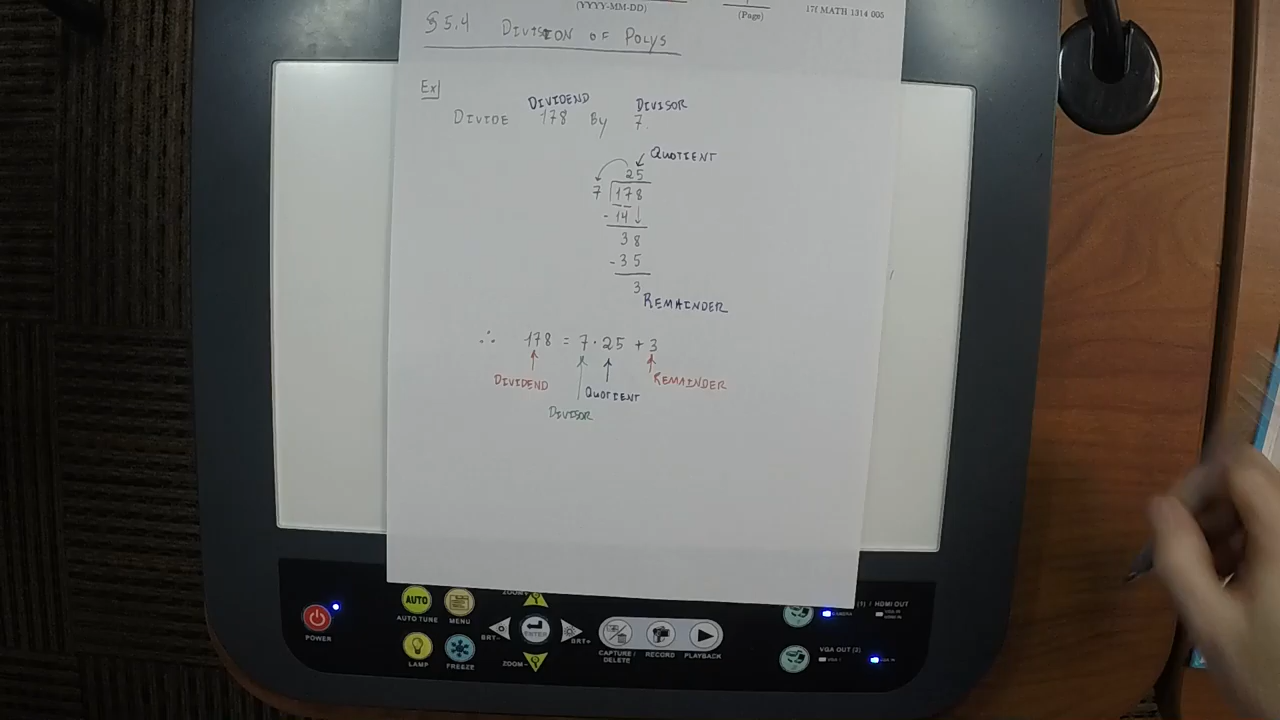 (YYYY-MM-DD)
(Page)
17f MATH 1314 005
§5.4 DIVISION OF POLYS
Ex
DIVIDEND DIVISOR
DIVIDE 178 By 7.
QUOTIENT
25
7 178
-14
38
-35
3
REMAINDER
∴ 178 = 7·25 + 3
DIVIDEND QUOTIENT REMAINDER
DIVISOR
POWER
AUTO
AUTO TUNE
MENU
LAMP
FREEZE
ZOOM+
BRT-
ENTER
BRT+
ZOOM-
CAPTURE /
DELETE
RECORD
PLAYBACK
(1) / HDMI OUT
VGA OUT (2)